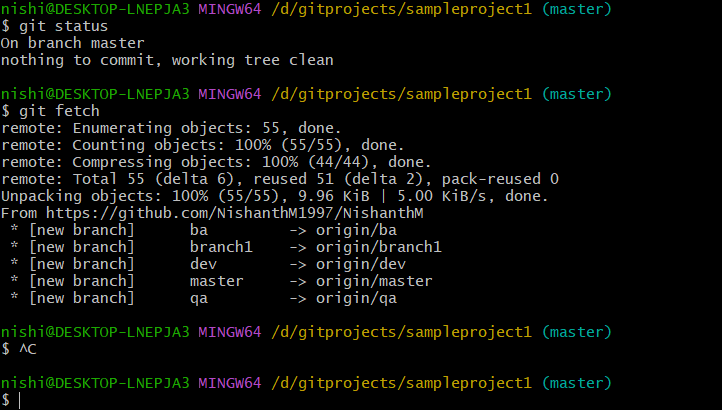 nishi@DESKTOP-LNEPJA3 MINGW64 /d/gitprojects/sampleproject1 (master)
$ git status
On branch master
nothing to commit, working tree clean
nishi@DESKTOP-LNEPJA3 MINGW64 /d/gitprojects/sampleproject1 (master)
$ git fetch
remote: Enumerating objects: 55, done.
remote: Counting objects: 100% (55/55), done.
remote: Compressing objects: 100% (44/44), done.
remote: Total 55 (delta 6), reused 51 (delta 2), pack-reused 0
Unpacking objects: 100% (55/55), 9.96 KiB | 5.00 KiB/s, done.
From https://github.com/NishanthM1997/NishanthM
 * [new branch]      ba         -> origin/ba
 * [new branch]      branch1    -> origin/branch1
 * [new branch]      dev        -> origin/dev
 * [new branch]      master     -> origin/master
 * [new branch]      qa         -> origin/qa
nishi@DESKTOP-LNEPJA3 MINGW64 /d/gitprojects/sampleproject1 (master)
$ ^C
nishi@DESKTOP-LNEPJA3 MINGW64 /d/gitprojects/sampleproject1 (master)
$